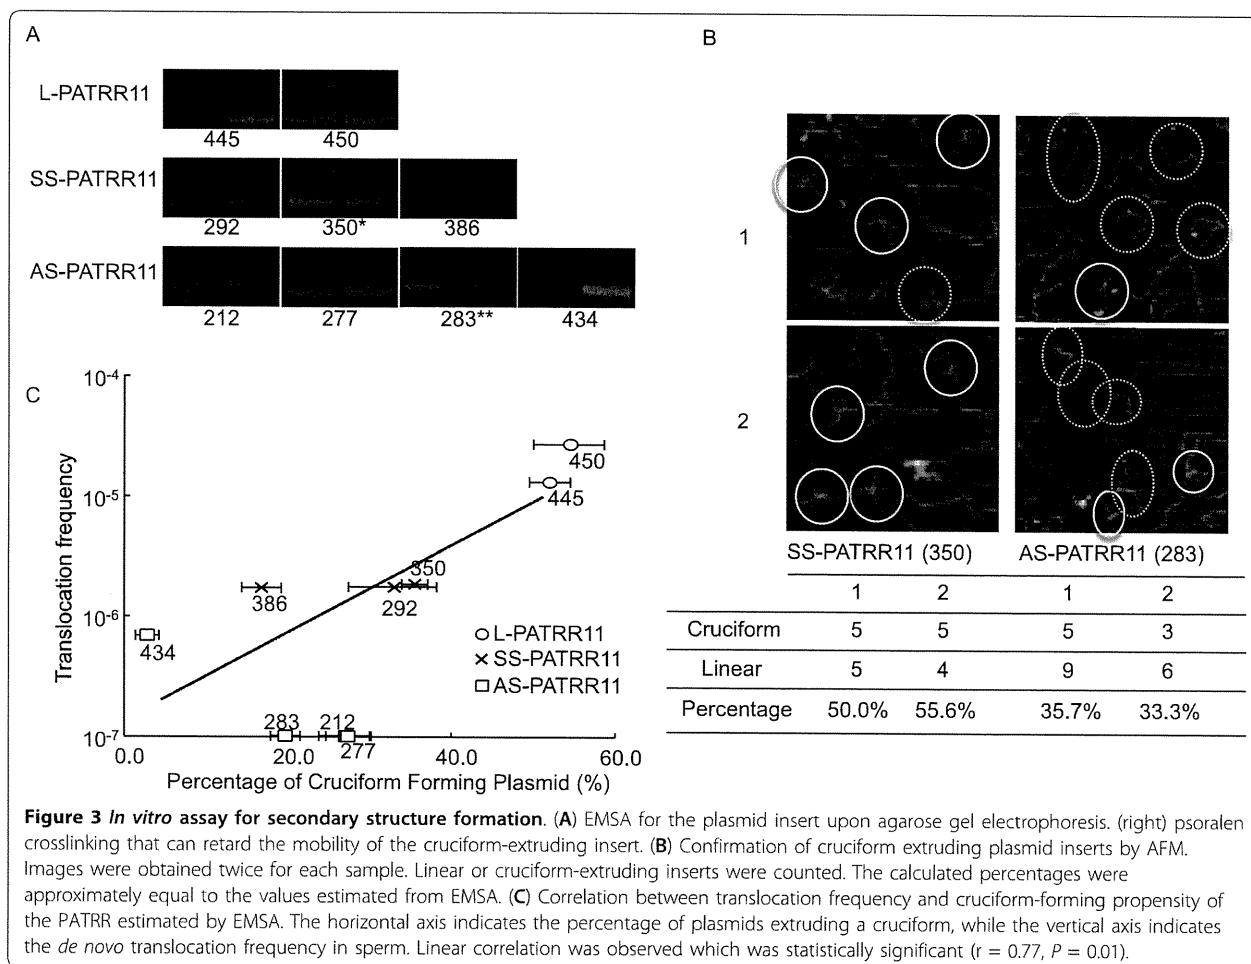 A
L-PATRR11
445 450
SS-PATRR11
292 350* 386
AS-PATRR11
212 277 283** 434
B
1
2
SS-PATRR11 (350) AS-PATRR11 (283)
1 2 1 2
Cruciform 5 5 5 3
Linear 5 4 9 6
Percentage 50.0% 55.6% 35.7% 33.3%
C
Translocation frequency
10-4
10-5
10-6
10-7
450
445
350
386
292
434
283 212
277
L-PATRR11
SS-PATRR11
AS-PATRR11
0.0 20.0 40.0 60.0
Percentage of Cruciform Forming Plasmid (%)
Figure 3 In vitro assay for secondary structure formation. (A) EMSA for the plasmid insert upon agarose gel electrophoresis. (right) psoralen
crosslinking that can retard the mobility of the cruciform-extruding insert. (B) Confirmation of cruciform extruding plasmid inserts by AFM.
Images were obtained twice for each sample. Linear or cruciform-extruding inserts were counted. The calculated percentages were
approximately equal to the values estimated from EMSA. (C) Correlation between translocation frequency and cruciform-forming propensity of
the PATRR estimated by EMSA. The horizontal axis indicates the percentage of plasmids extruding a cruciform, while the vertical axis indicates
the de novo translocation frequency in sperm. Linear correlation was observed which was statistically significant (r = 0.77, P = 0.01).